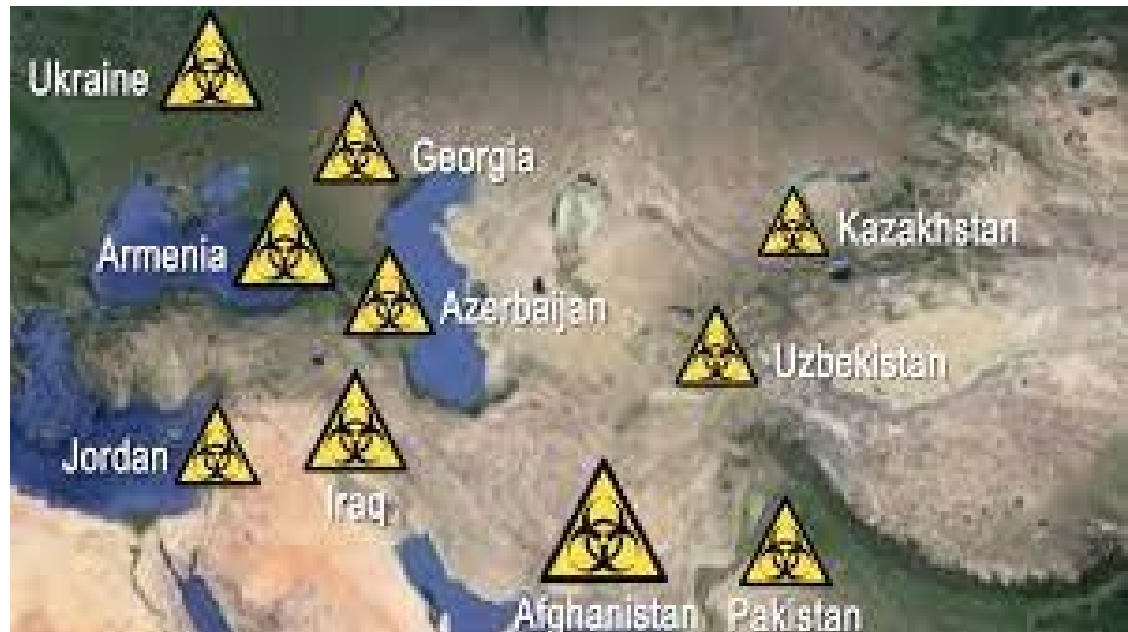 Ukraine
Georgia
Armenia
Kazakhstan
Azerbaijan
Uzbekistan
Jordan
Iraq
Afghanistan
Pakistan